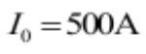 I₀ = 500A